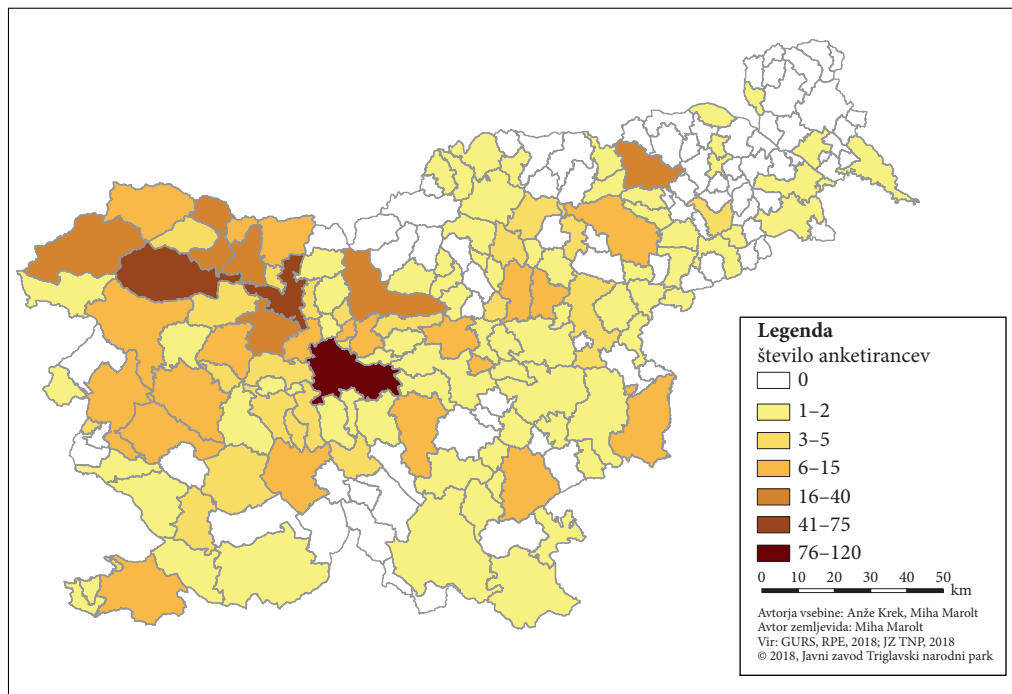 Legenda
število anketirancev
0
1–2
3–5
6–15
16–40
41–75
76–120
0 10 20 30 40 50
km
Avtorja vsebine: Anže Krek, Miha Marolt
Avtor zemljevida: Miha Marolt
Vir: GURS, RPE, 2018; JZ TNP, 2018
© 2018, Javni zavod Triglavski narodni park